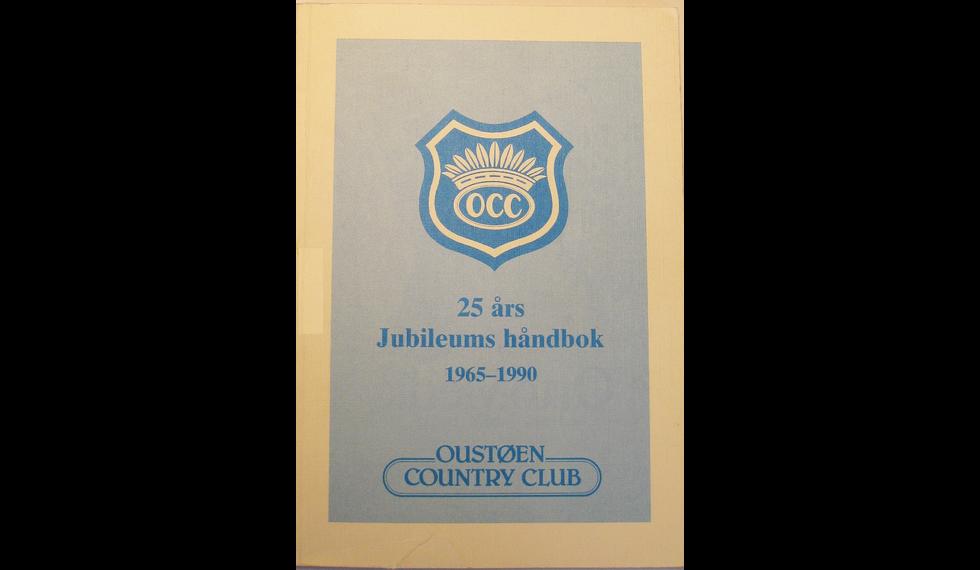 OCC
25 års
Jubileums håndbok
1965–1990
OUSTØEN
COUNTRY CLUB